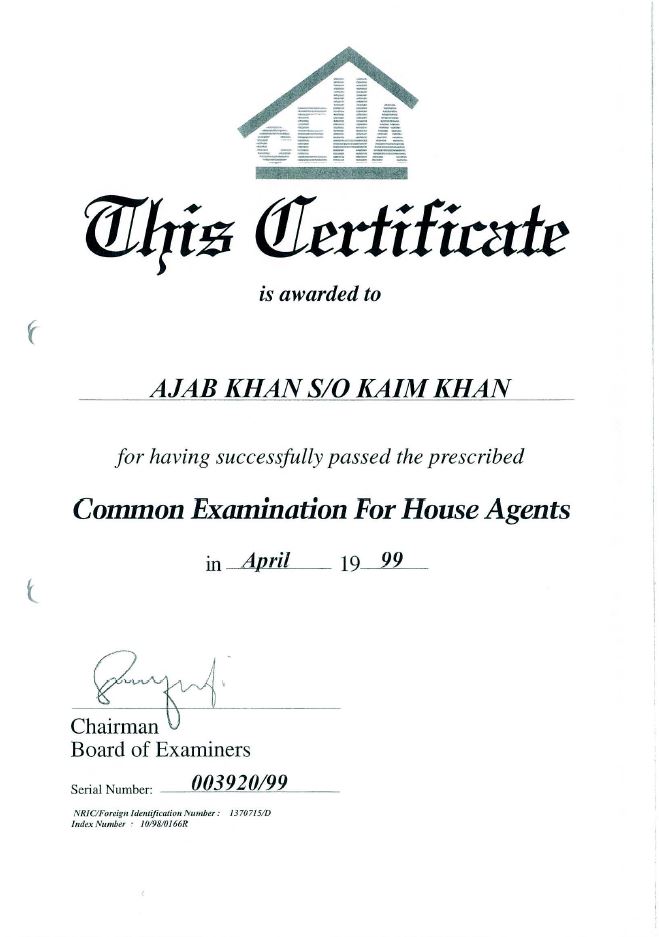 CEHA
This Certificate
is awarded to
AJAB KHAN S/O KAIM KHAN
for having successfully passed the prescribed
Common Examination For House Agents
in April 19 99
Chairman
Board of Examiners
Serial Number: 003920/99
NRIC/Foreign Identification Number : 1370715/D
Index Number : 10/98/0166R